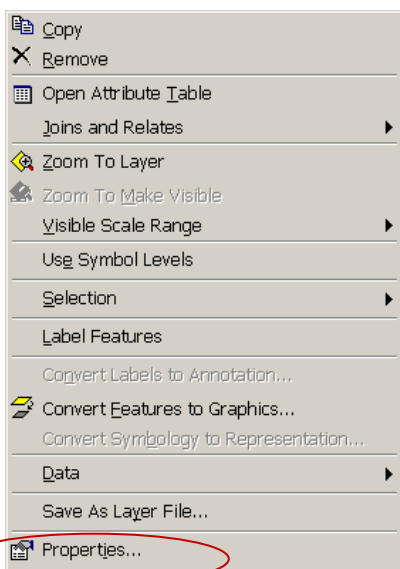 Copy
Remove
Open Attribute Table
Joins and Relates
Zoom To Layer
Zoom To Make Visible
Visible Scale Range
Use Symbol Levels
Selection
Label Features
Convert Labels to Annotation...
Convert Features to Graphics...
Convert Symbology to Representation...
Data
Save As Layer File...
Properties...